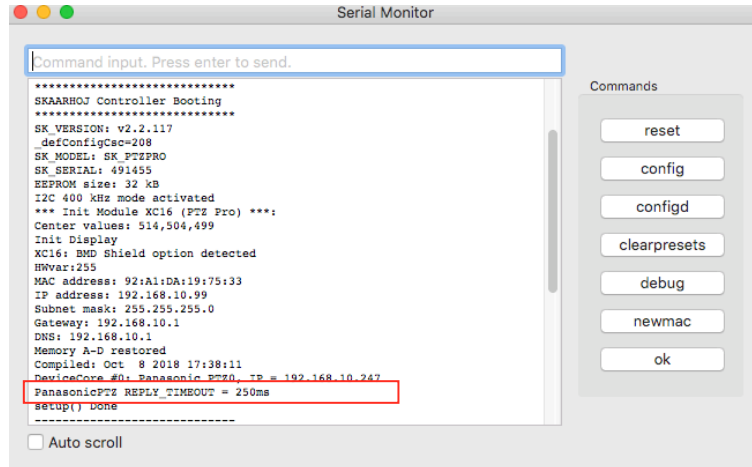 Serial Monitor
Command input. Press enter to send.
****************************
SKAARHOJ Controller Booting
****************************
SK_VERSION: v2.2.117
_defConfigCsc=208
SK_MODEL: SK_PTZPRO
SK_SERIAL: 491455
EEPROM size: 32 kB
I2C 400 kHz mode activated
*** Init Module XC16 (PTZ Pro) ***:
Center values: 514,504,499
Init Display
XC16: BMD Shield option detected
HWvar:255
MAC address: 92:A1:DA:19:75:33
IP address: 192.168.10.99
Subnet mask: 255.255.255.0
Gateway: 192.168.10.1
DNS: 192.168.10.1
Memory A-D restored
Compiled: Oct  8 2018 17:38:11
DeviceCore #0: Panasonic PTZ0, IP = 192.168.10.247
PanasonicPTZ REPLY_TIMEOUT = 250ms
setup() Done
----------------------------
Auto scroll
Commands
reset
config
configd
clearpresets
debug
newmac
ok